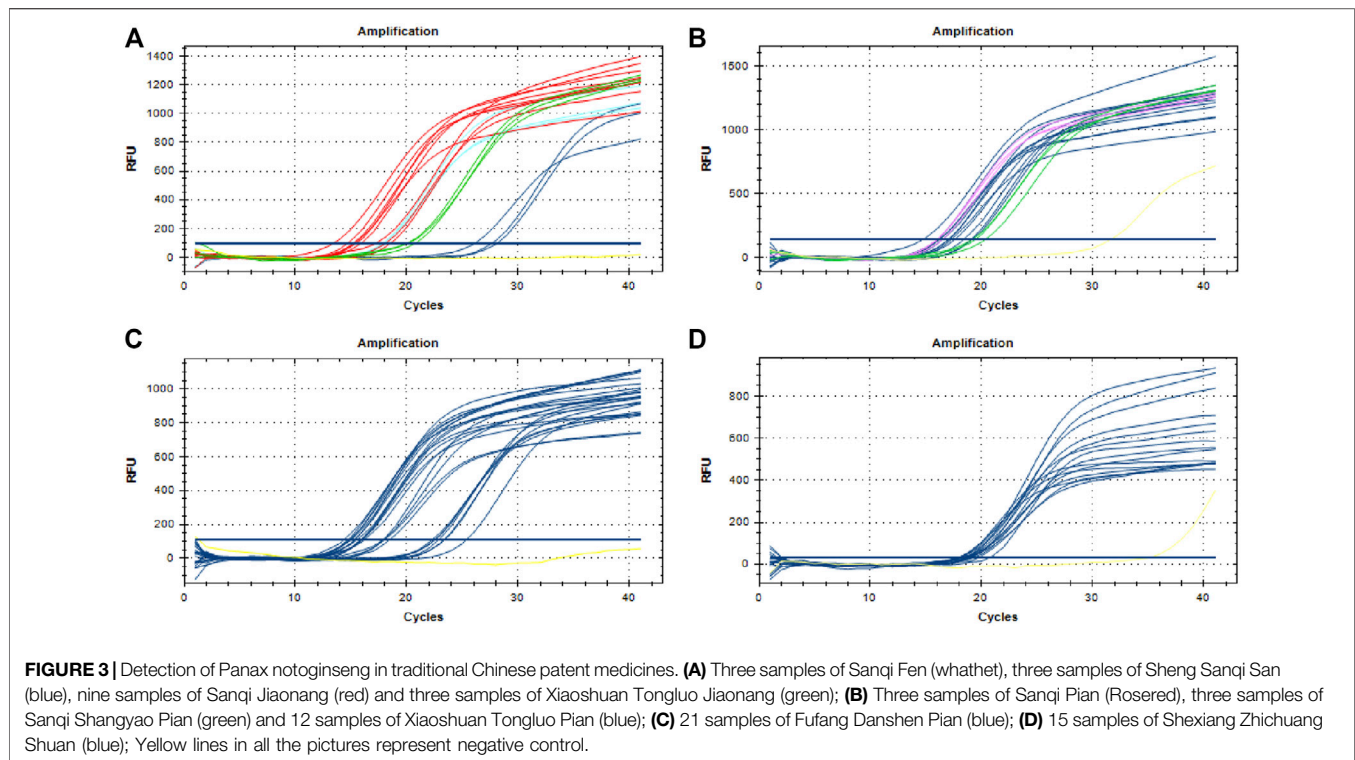 A
Amplification
1400
1200
1000
800
600
400
200
0
RFU
0 10 20 30 40
Cycles
B
Amplification
1500
1000
500
0
RFU
0 10 20 30 40
Cycles
C
Amplification
1000
800
600
400
200
0
RFU
0 10 20 30 40
Cycles
D
Amplification
800
600
400
200
0
RFU
0 10 20 30 40
Cycles
FIGURE 3 | Detection of Panax notoginseng in traditional Chinese patent medicines. (A) Three samples of Sanqi Fen (whathet), three samples of Sheng Sanqi San
(blue), nine samples of Sanqi Jiaonang (red) and three samples of Xiaoshuan Tongluo Jiaonang (green); (B) Three samples of Sanqi Pian (Rosered), three samples of
Sanqi Shangyao Pian (green) and 12 samples of Xiaoshuan Tongluo Pian (blue); (C) 21 samples of Fufang Danshen Pian (blue); (D) 15 samples of Shexiang Zhichuang
Shuan (blue); Yellow lines in all the pictures represent negative control.